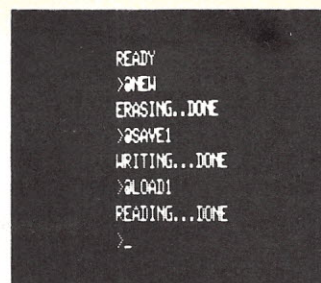 READY
>@NEW
ERASING..DONE
>@SAVE1
WRITING...DONE
>@LOAD1
READING...DONE
>_